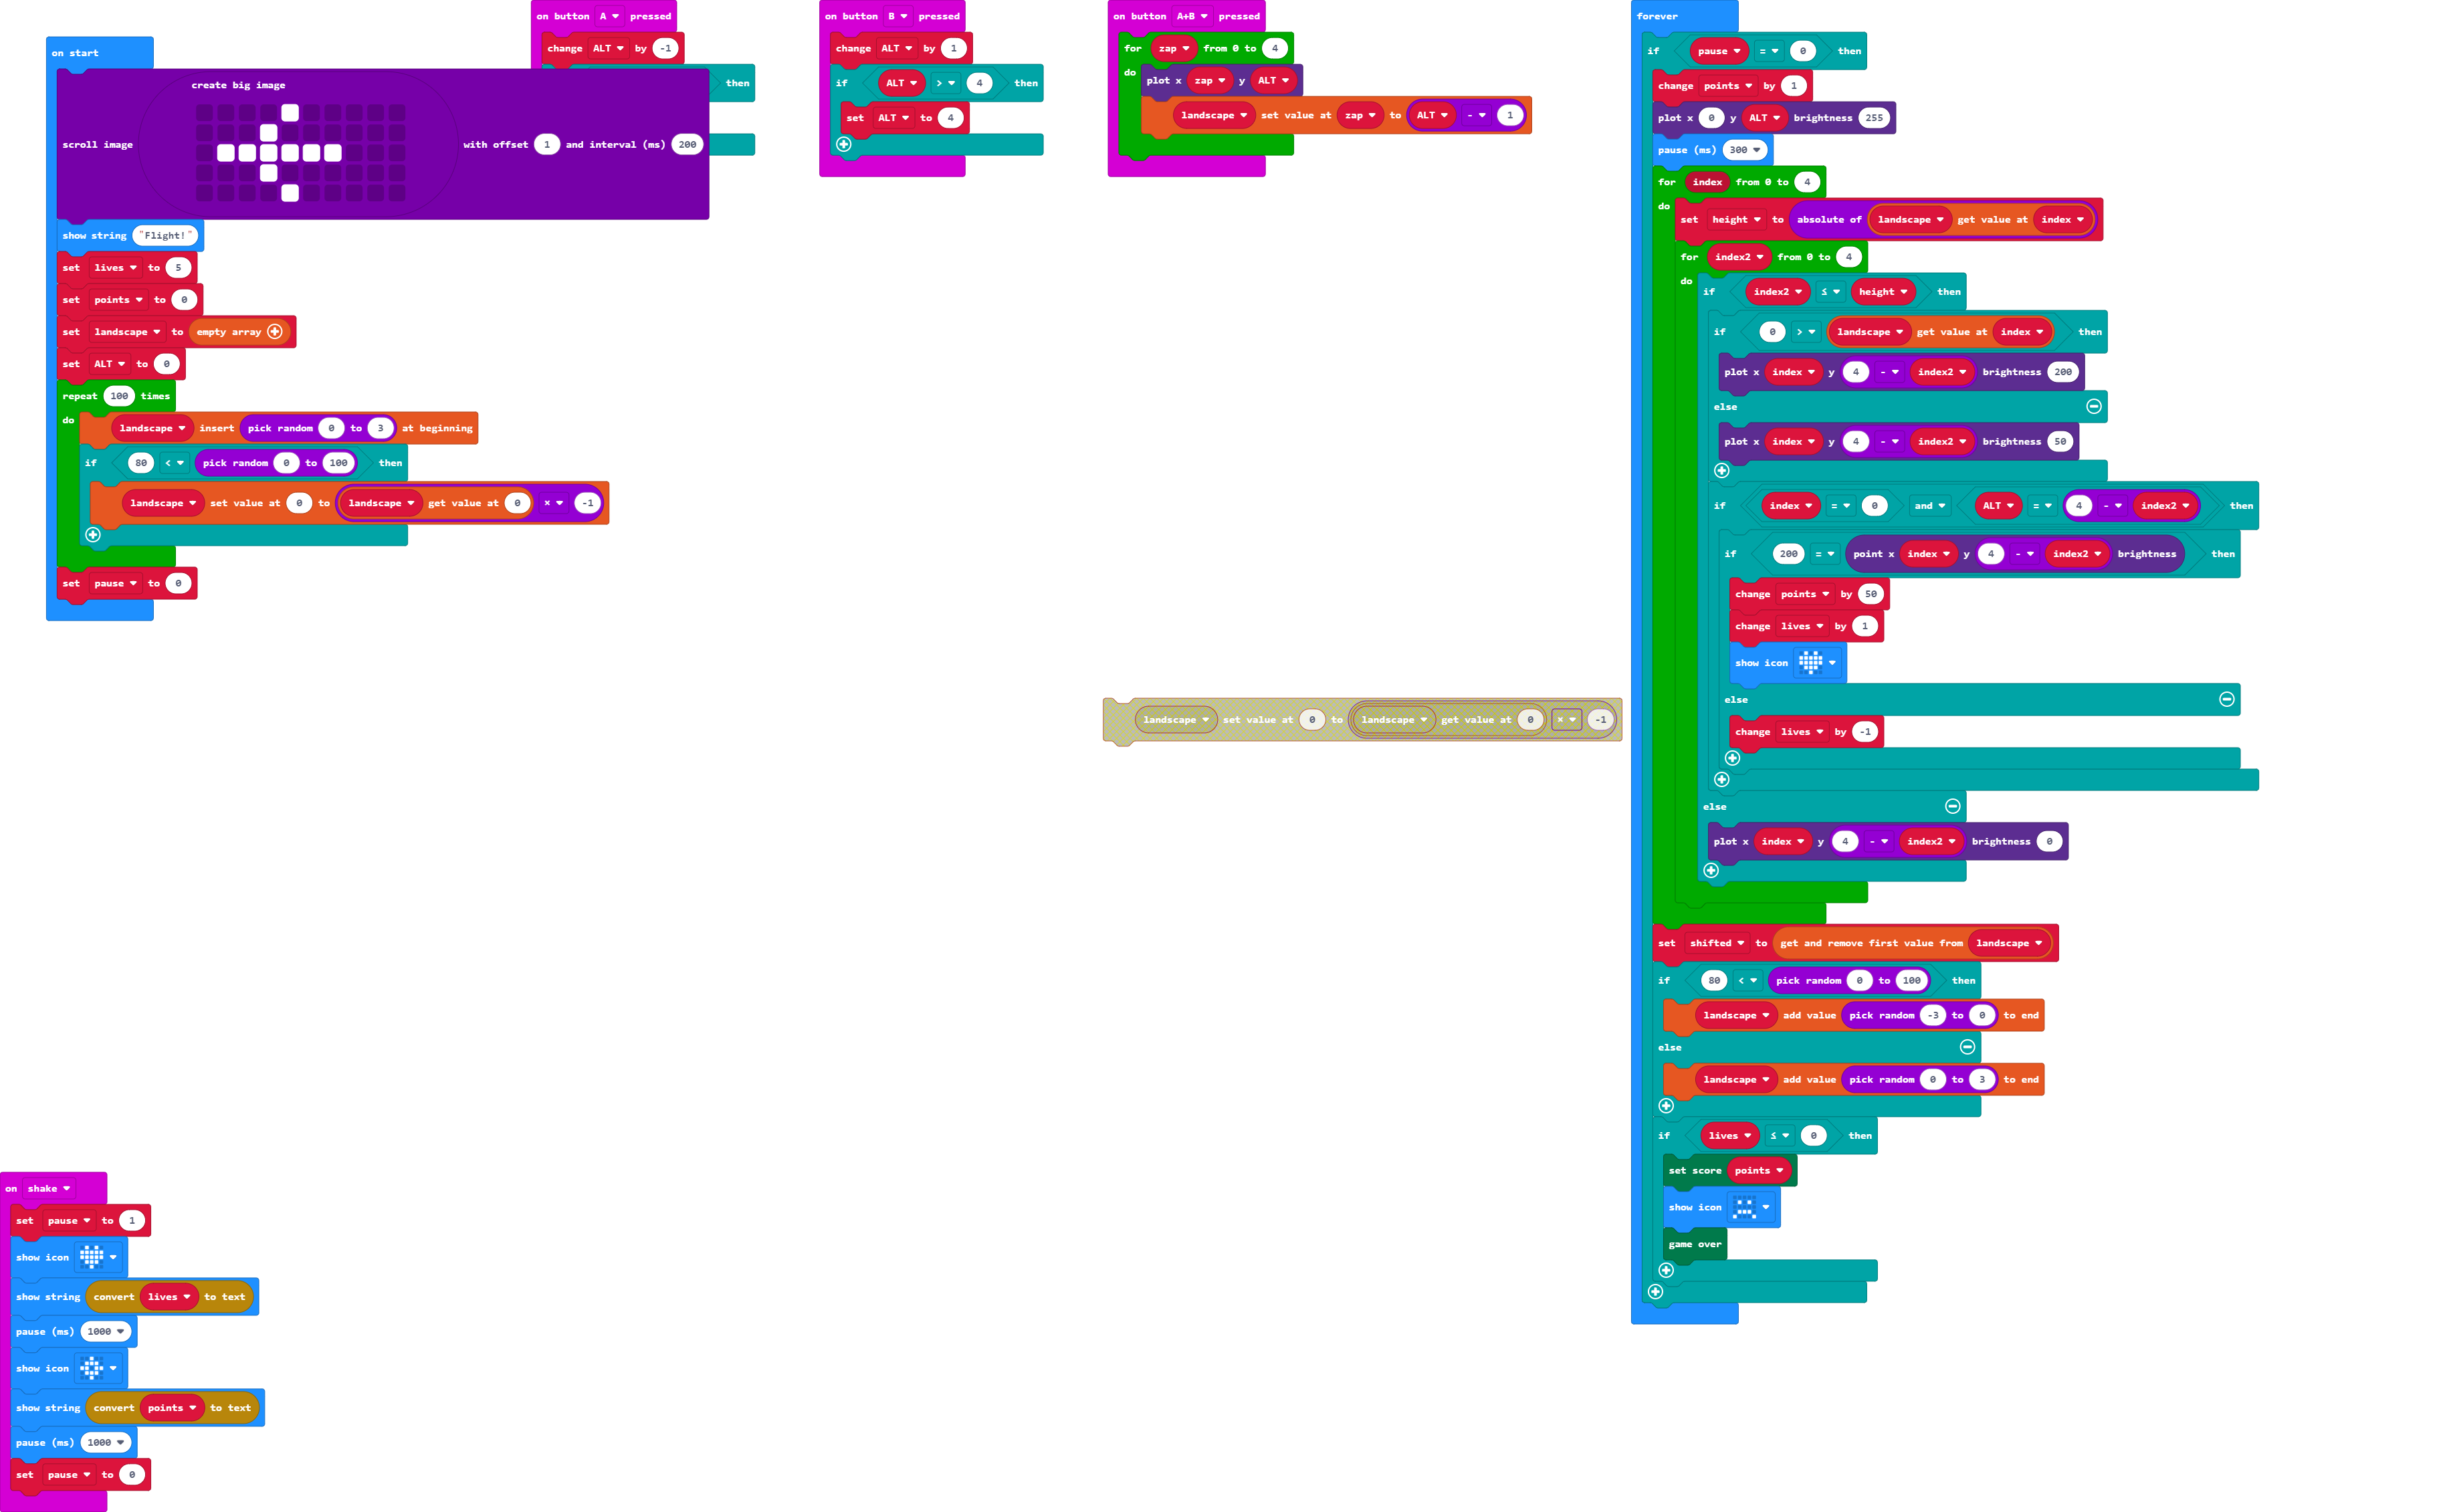 on start
scroll image create big image with offset 1 and interval (ms) 200
show string "Flight!"
set lives to 5
set points to 0
set landscape to empty array
set ALT to 0
repeat 100 times
do landscape insert pick random 0 to 3 at beginning
if 80 < pick random 0 to 100 then
landscape set value at 0 to landscape get value at 0 × -1
set pause to 0
on button A pressed
change ALT by -1
then
on button B pressed
change ALT by 1
if ALT > 4 then
set ALT to 4
on button A+B pressed
for zap from 0 to 4
do plot x zap y ALT
landscape set value at zap to ALT - 1
landscape set value at 0 to landscape get value at 0 × -1
forever
if pause = 0 then
change points by 1
plot x 0 y ALT brightness 255
pause (ms) 300
for index from 0 to 4
do set height to absolute of landscape get value at index
for index2 from 0 to 4
do if index2 ≤ height then
if 0 > landscape get value at index then
plot x index y 4 - index2 brightness 200
else
plot x index y 4 - index2 brightness 50
if index = 0 and ALT = 4 - index2 then
if 200 = point x index y 4 - index2 brightness then
change points by 50
change lives by 1
show icon
else
change lives by -1
else
plot x index y 4 - index2 brightness 0
set shifted to get and remove first value from landscape
if 80 < pick random 0 to 100 then
landscape add value pick random -3 to 0 to end
else
landscape add value pick random 0 to 3 to end
if lives ≤ 0 then
set score points
show icon
game over
on shake
set pause to 1
show icon
show string convert lives to text
pause (ms) 1000
show icon
show string convert points to text
pause (ms) 1000
set pause to 0